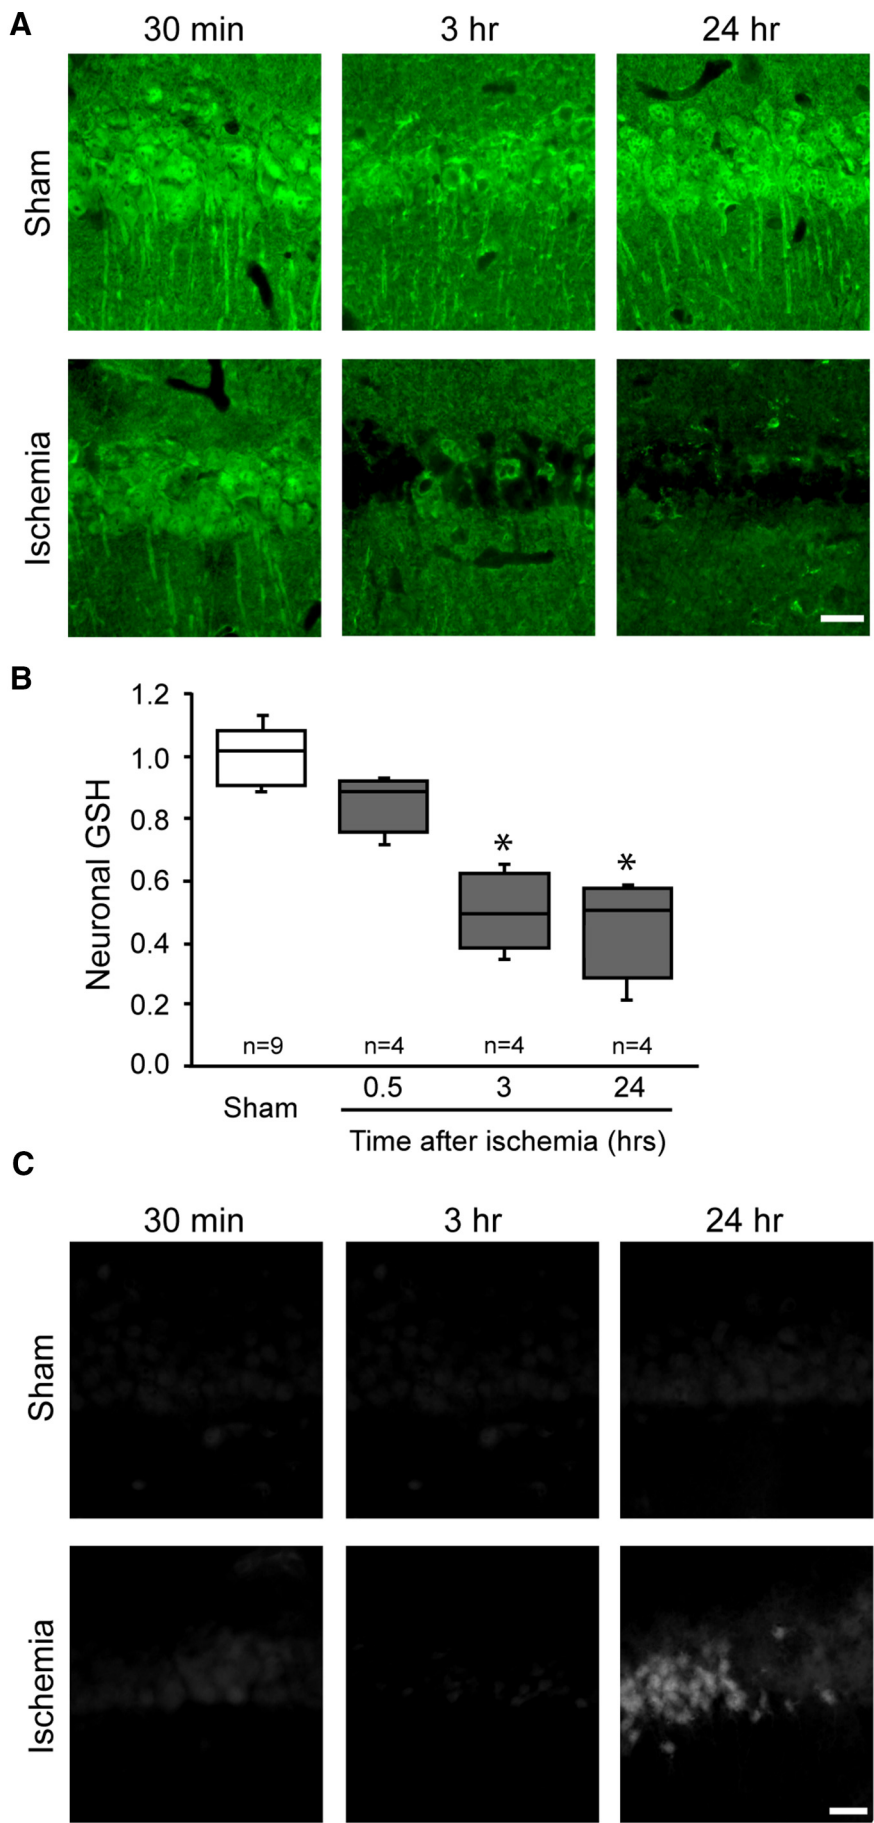 A
30 min 3 hr 24 hr
Sham
Ischemia
B
1.2
1.0
0.8
0.6
0.4
0.2
0.0
Neuronal GSH
* *
n=9 n=4 n=4 n=4
0.5 3 24
Sham
Time after ischemia (hrs)
C
30 min 3 hr 24 hr
Sham
Ischemia